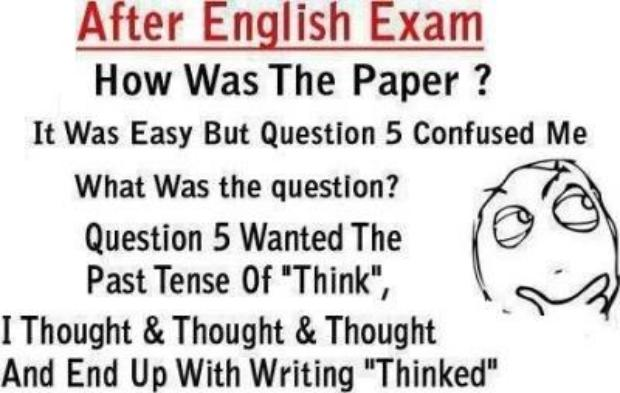 After English Exam
How Was The Paper ?
It Was Easy But Question 5 Confused Me
What Was the question?
Question 5 Wanted The
Past Tense Of "Think",
I Thought & Thought & Thought
And End Up With Writing "Thinked"